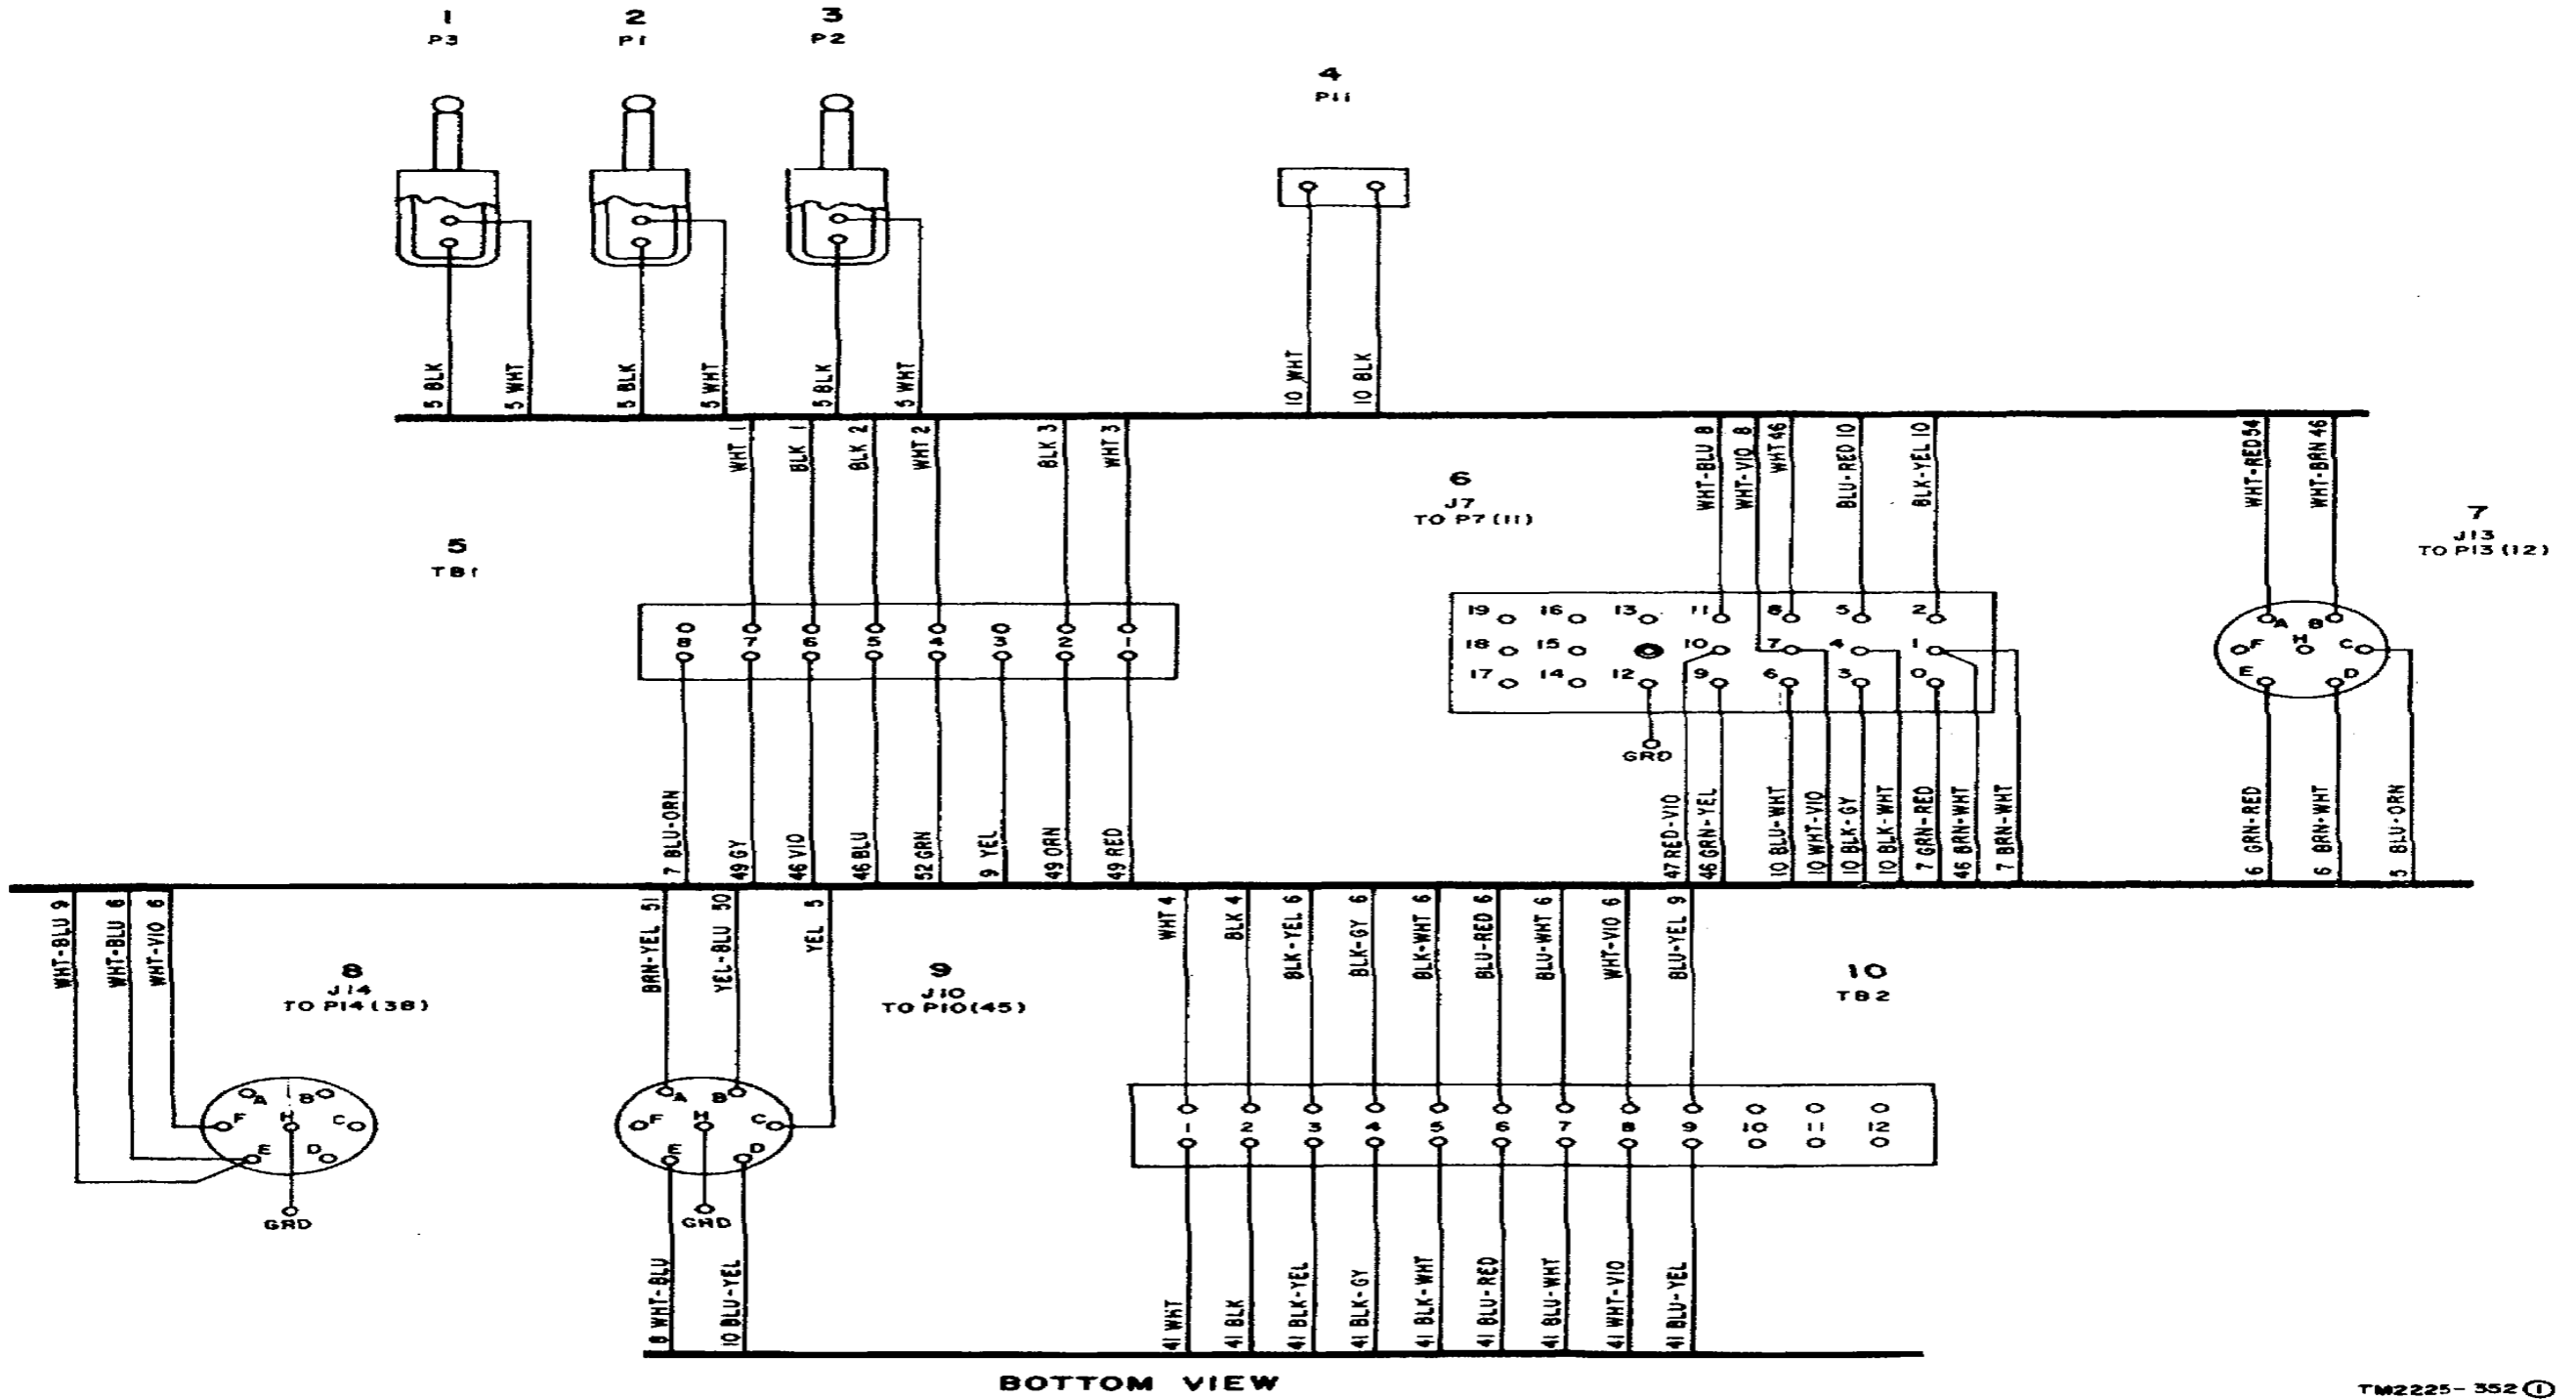 1 2 3
P3 P1 P2
4
P11
5 BLK
5 WHT
5 BLK
5 WHT
5 BLK
5 WHT
10 WHT
10 BLK
WHT 1
BLK 1
BLK 2
WHT 2
BLK 3
WHT 3
WHT-BLU 8
WHT-VIO 8
WHT 46
BLU-RED 10
BLK-YEL 10
WHT-RED 54
WHT-BRN 46
5
TB1
6
J7
TO P7 (11)
7
J13
TO P13 (12)
8 7 6 5 4 3 2 1
19 16 13 11 8 5 2
18 15 10 7 4 1
17 14 12 9 6 3 0
GRD
A B
F H C
E D
7 BLU-ORN
49 GY
46 VIO
46 BLU
52 GRN
9 YEL
49 ORN
49 RED
47 RED-VIO
46 GRN-YEL
10 BLU-WHT
10 WHT-VIO
10 BLK-GY
10 BLK-WHT
7 GRN-RED
46 BRN-WHT
7 BRN-WHT
6 GRN-RED
6 BRN-WHT
5 BLU-ORN
WHT-BLU 9
WHT-BLU 6
WHT-VIO 6
BRN-YEL 51
YEL-BLU 50
YEL 5
WHT 4
BLK 4
BLK-YEL 6
BLK-GY 6
BLK-WHT 6
BLU-RED 6
BLU-WHT 6
WHT-VIO 6
BLU-YEL 9
8
J14
TO P14 (38)
9
J10
TO P10 (45)
10
TB2
A B
F H C
E D
GRD
A B
F H C
E D
GRD
1 2 3 4 5 6 7 8 9 10 11 12
8 WHT-BLU
10 BLU-YEL
41 WHT
41 BLK
41 BLK-YEL
41 BLK-GY
41 BLK-WHT
41 BLU-RED
41 BLU-WHT
41 WHT-VIO
41 BLU-YEL
BOTTOM VIEW
TM2225-352 ①